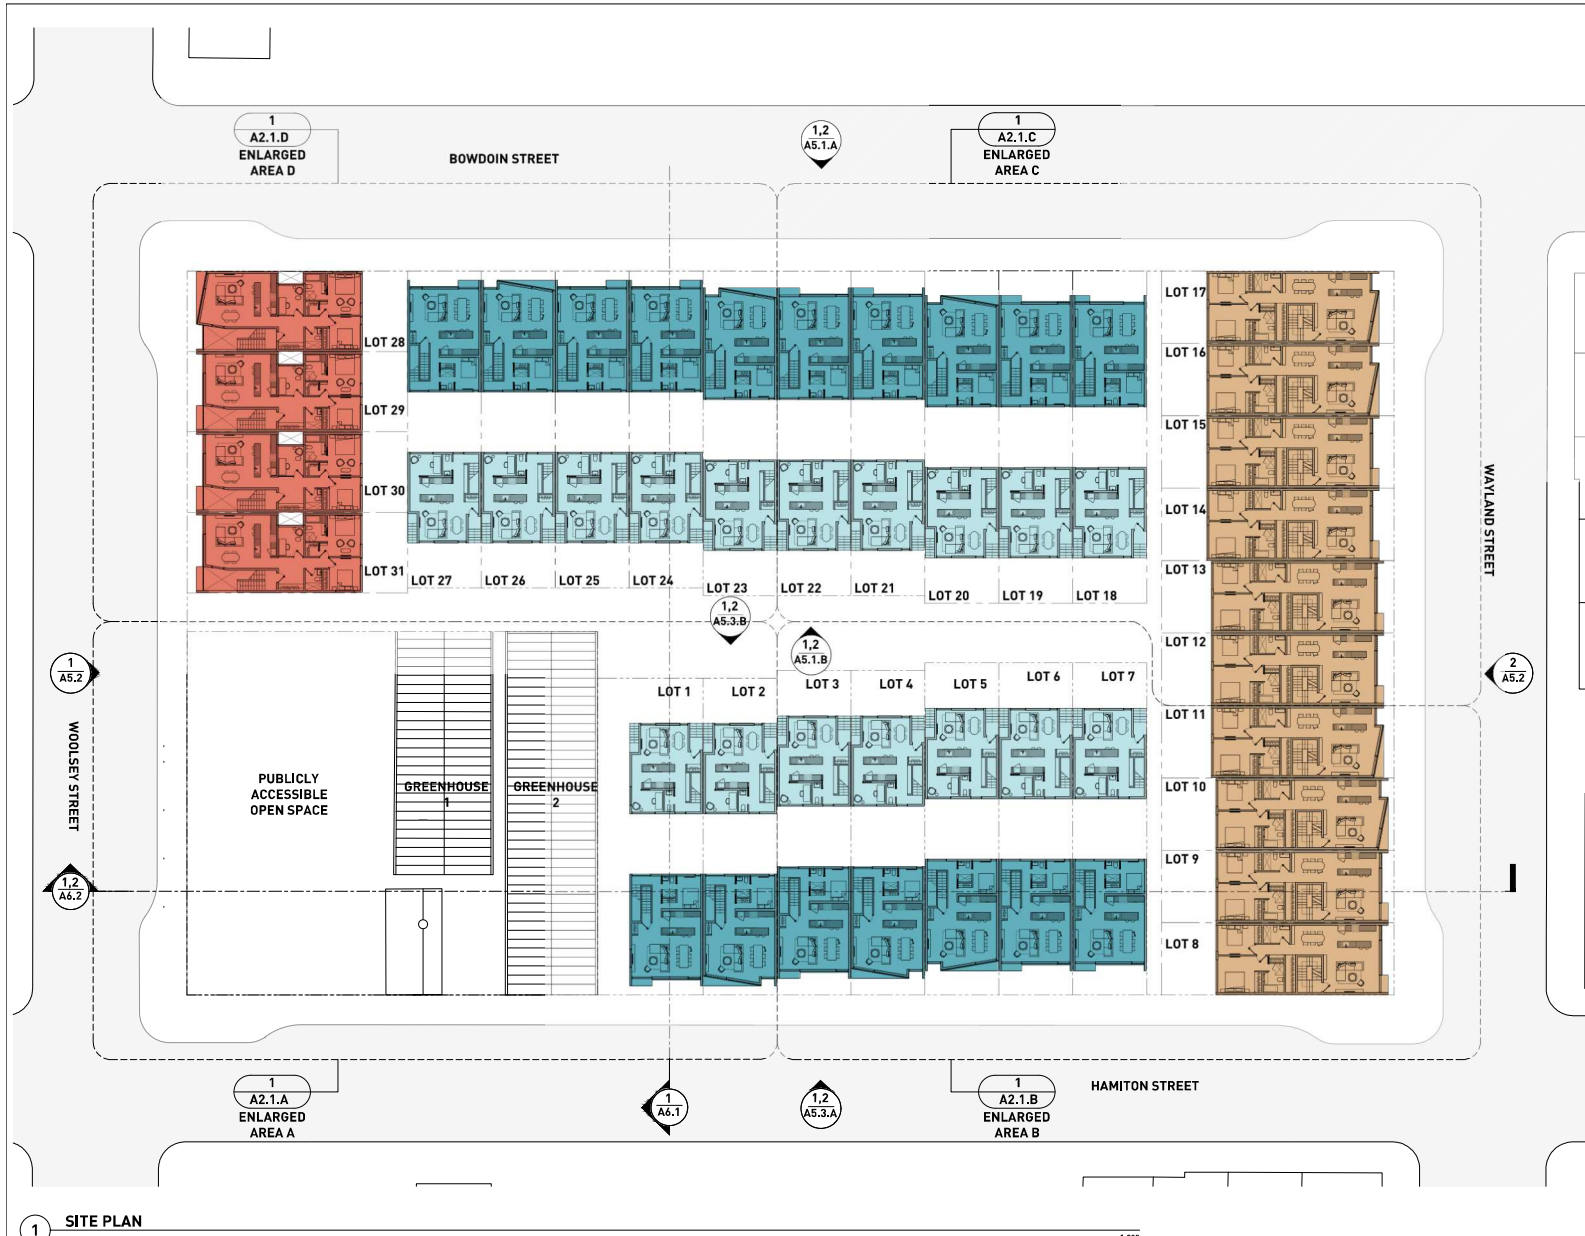 1
A2.1.D
ENLARGED
AREA D
BOWDOIN STREET
1,2
A5.1.A
1
A2.1.C
ENLARGED
AREA C
LOT 28
LOT 29
LOT 30
LOT 31
LOT 27
LOT 26
LOT 25
LOT 24
LOT 23
LOT 22
LOT 21
LOT 20
LOT 19
LOT 18
LOT 17
LOT 16
LOT 15
LOT 14
LOT 13
LOT 12
LOT 11
LOT 10
LOT 9
LOT 8
WAYLAND STREET
1,2
A5.3.B
1,2
A5.1.B
1
A5.2
2
A5.2
LOT 1
LOT 2
LOT 3
LOT 4
LOT 5
LOT 6
LOT 7
WOOLSEY STREET
PUBLICLY
ACCESSIBLE
OPEN SPACE
GREENHOUSE
1
GREENHOUSE
2
1,2
A6.2
1
A2.1.A
ENLARGED
AREA A
1
A6.1
1,2
A5.3.A
1
A2.1.B
ENLARGED
AREA B
HAMITON STREET
1
SITE PLAN